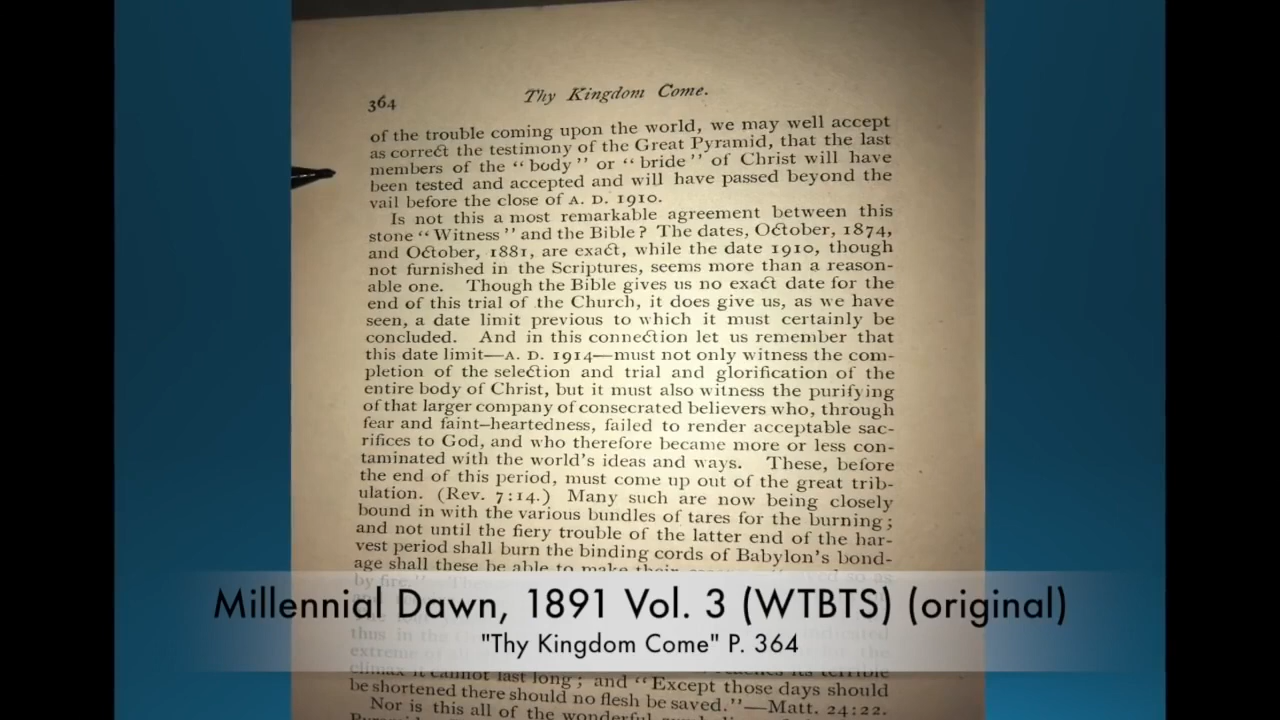 364 Thy Kingdom Come.
of the trouble coming upon the world, we may well accept
as correct the testimony of the Great Pyramid, that the last
members of the “ body ” or “ bride ” of Christ will have
been tested and accepted and will have passed beyond the
vail before the close of A. D. 1910.
Is not this a most remarkable agreement between this
stone “ Witness ” and the Bible? The dates, October, 1874,
and October, 1881, are exact, while the date 1910, though
not furnished in the Scriptures, seems more than a reason-
able one. Though the Bible gives us no exact date for the
end of this trial of the Church, it does give us, as we have
seen, a date limit previous to which it must certainly be
concluded. And in this connection let us remember that
this date limit—A. D. 1914—must not only witness the com-
pletion of the selection and trial and glorification of the
entire body of Christ, but it must also witness the purifying
of that larger company of consecrated believers who, through
fear and faint-heartedness, failed to render acceptable sac-
rifices to God, and who therefore became more or less con-
taminated with the world’s ideas and ways. These, before
the end of this period, must come up out of the great trib-
ulation. (Rev. 7:14.) Many such are now being closely
bound in with the various bundles of tares for the burning;
and not until the fiery trouble of the latter end of the har-
vest period shall burn the binding cords of Babylon’s bond-
age shall these be able to make their
by fire.”
Millennial Dawn, 1891 Vol. 3 (WTBTS) (original)
thus in the
"Thy Kingdom Come" P. 364
extreme of
climax it cannot last long; and “Except those days should
be shortened there should no flesh be saved.”—Matt. 24:22.
Nor is this all of the wonderful